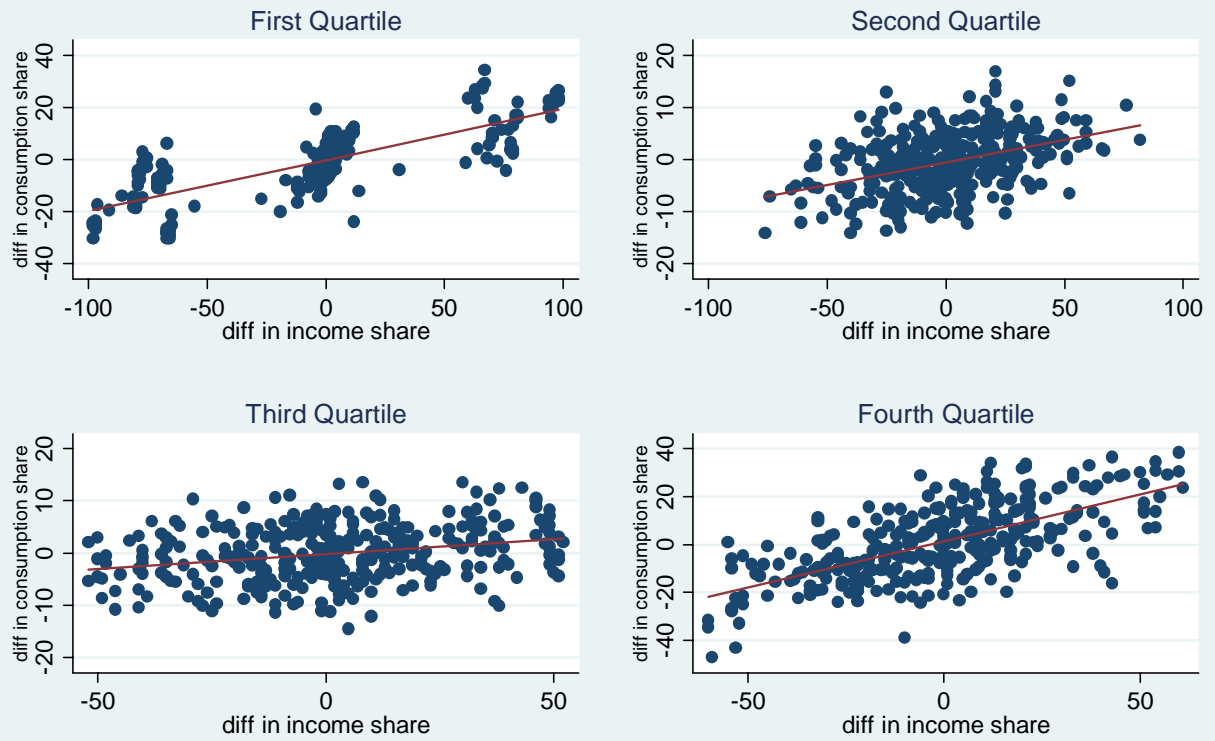 First Quartile
diff in consumption share
40
20
0
-20
-40
-100 -50 0 50 100
diff in income share
Second Quartile
diff in consumption share
20
10
0
-10
-20
-100 -50 0 50 100
diff in income share
Third Quartile
diff in consumption share
20
10
0
-10
-20
-50 0 50
diff in income share
Fourth Quartile
diff in consumption share
40
20
0
-20
-40
-50 0 50
diff in income share